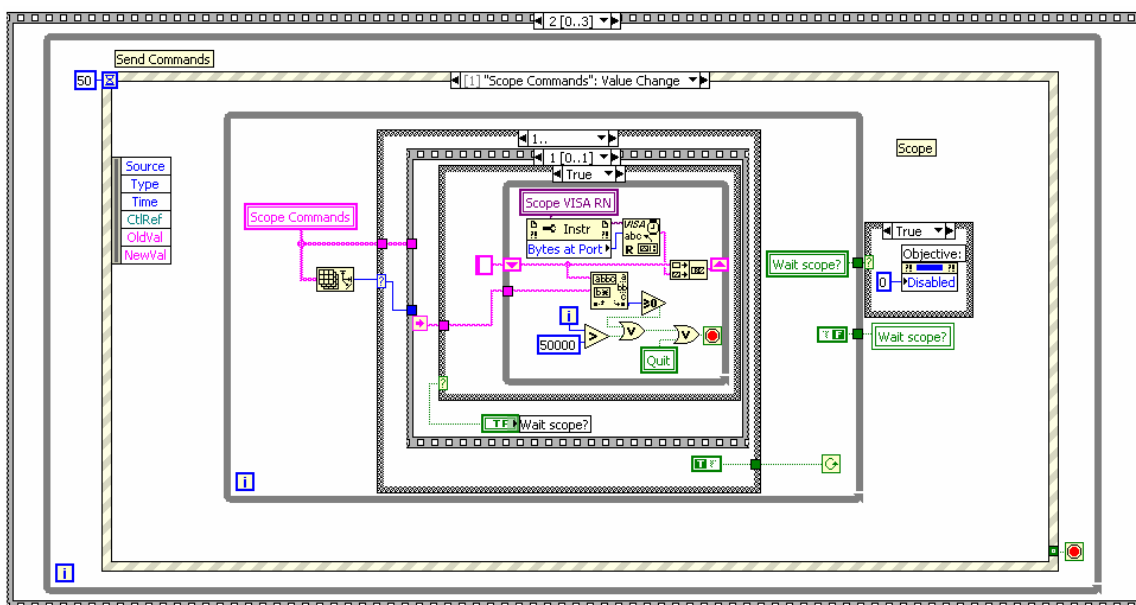 2 [0..3]
Send Commands
50
[1] "Scope Commands": Value Change
1..
1 [0..1]
True
Scope
Source
Type
Time
CtlRef
OldVal
NewVal
Scope VISA RN
Scope Commands
Instr
Bytes at Port
VISA
abc
R
True
Objective:
Wait scope?
0
Disabled
≥0
i
>
V
V
50000
Quit
F
Wait scope?
TF
Wait scope?
T
i
i